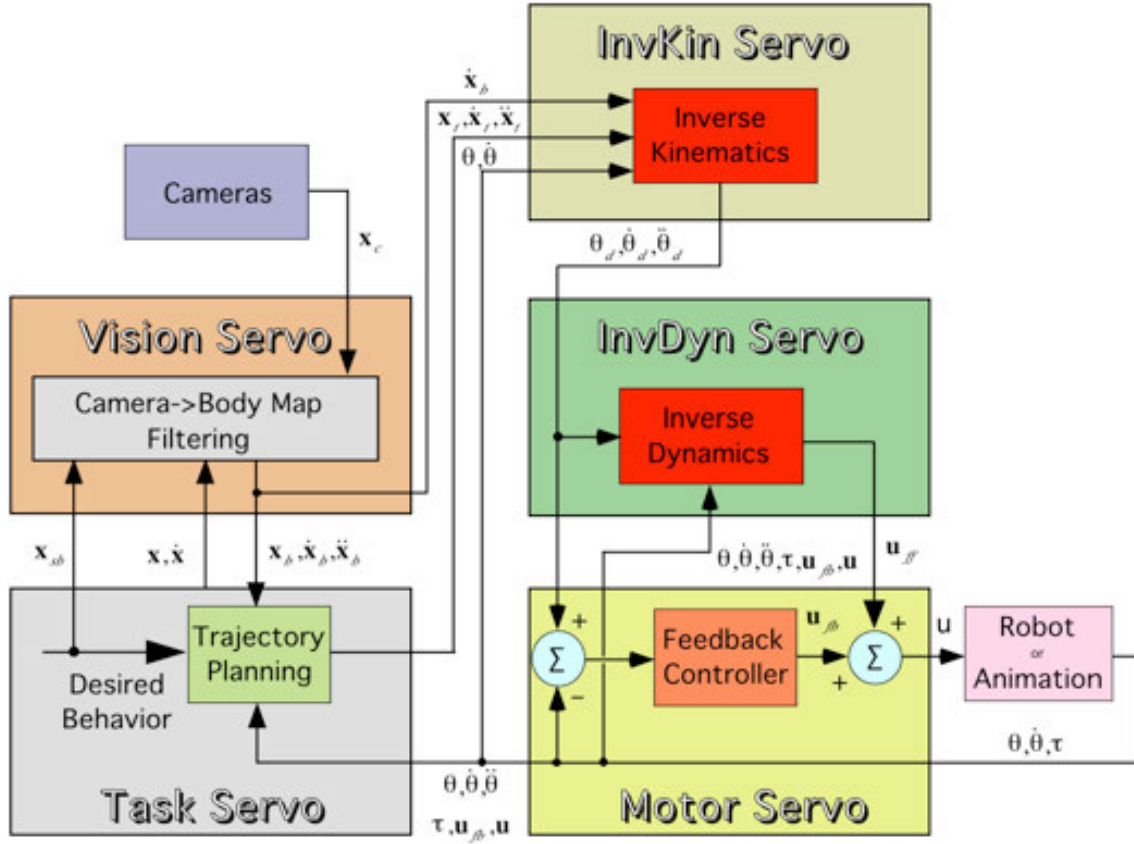 InvKin Servo
ẋ_b
x_t, ẋ_t, ẍ_t
θ, θ̇
Inverse
Kinematics
Cameras
x_c
θ_d, θ̇_d, θ̈_d
Vision Servo
Camera->Body Map
Filtering
InvDyn Servo
Inverse
Dynamics
x_sb
x, ẋ
x_b, ẋ_b, ẍ_b
θ, θ̇, θ̈, τ, u_fb, u
u_ff
Trajectory
Planning
Desired
Behavior
Task Servo
+
Σ
−
Feedback
Controller
u_fb
+
Σ
+
u
Robot
or
Animation
θ, θ̇, τ
θ, θ̇, θ̈
τ, u_fb, u
Motor Servo